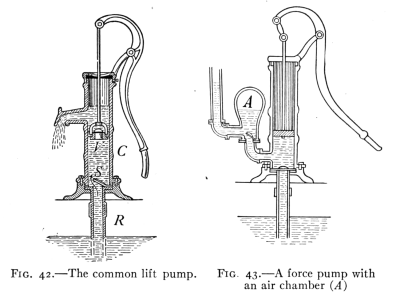 A
C
S
R
FIG. 42.—The common lift pump.
FIG. 43.—A force pump with
an air chamber (A)